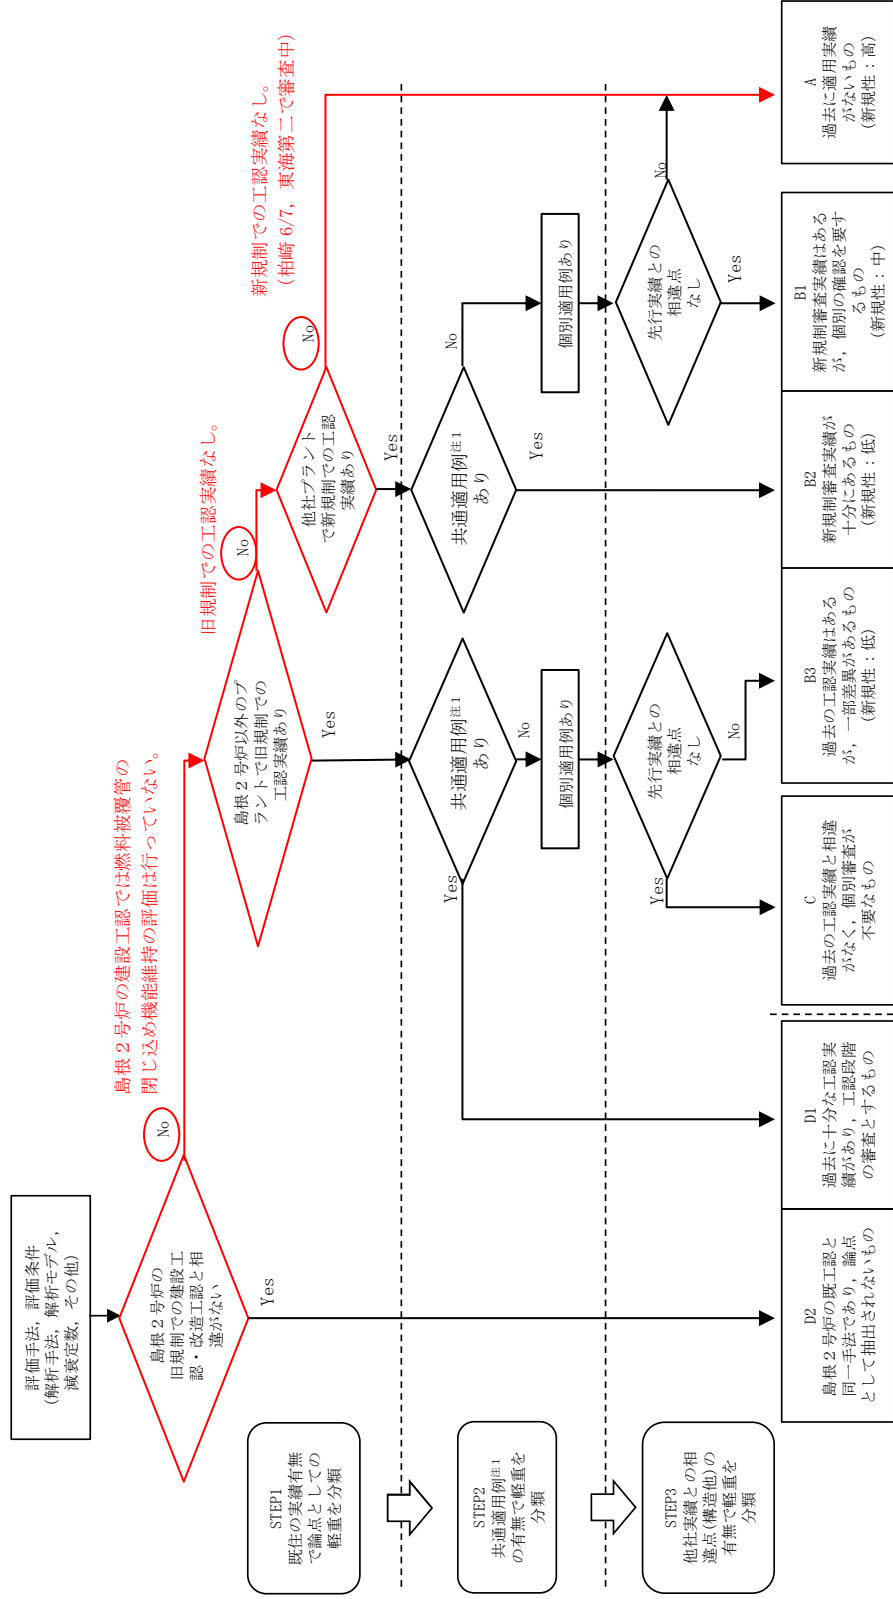 評価手法，評価条件
(解析手法，解析モデル，
減衰定数，その他)
島根２号炉の
旧規制での建設工
認・改造工認と相
違がない
No
Yes
島根２号炉の建設工認では燃料被覆管の
閉じ込め機能維持の評価は行っていない。
島根２号炉以外のプ
ラントで旧規制での
工認実績あり
No
Yes
旧規制での工認実績なし。
他社プラント
で新規制での工認
実績あり
No
Yes
新規制での工認実績なし。
（柏崎 6/7，東海第二で審査中）
STEP1
既往の実績有無
で論点としての
軽重を分類
STEP2
共通適用例注１
の有無で軽重を
分類
STEP3
他社実績との相
違点(構造他)の
有無で軽重を
分類
共通適用例注１
あり
Yes
No
個別適用例あり
先行実績との
相違点
なし
Yes
No
共通適用例注１
あり
Yes
No
個別適用例あり
先行実績との
相違点
なし
No
Yes
D2
島根２号炉の既工認と
同一手法であり，論点
として抽出されないもの
D1
過去に十分な工認実
績があり，工認段階
の審査とするもの
C
過去の工認実績と相違
がなく，個別審査が
不要なもの
B3
過去の工認実績はある
が，一部差異があるもの
(新規性：低)
B2
新規制審査実績が
十分にあるもの
(新規性：低)
B1
新規制審査実績はある
が，個別の確認を要す
るもの
(新規性：中)
A
過去に適用実績
がないもの
(新規性：高)